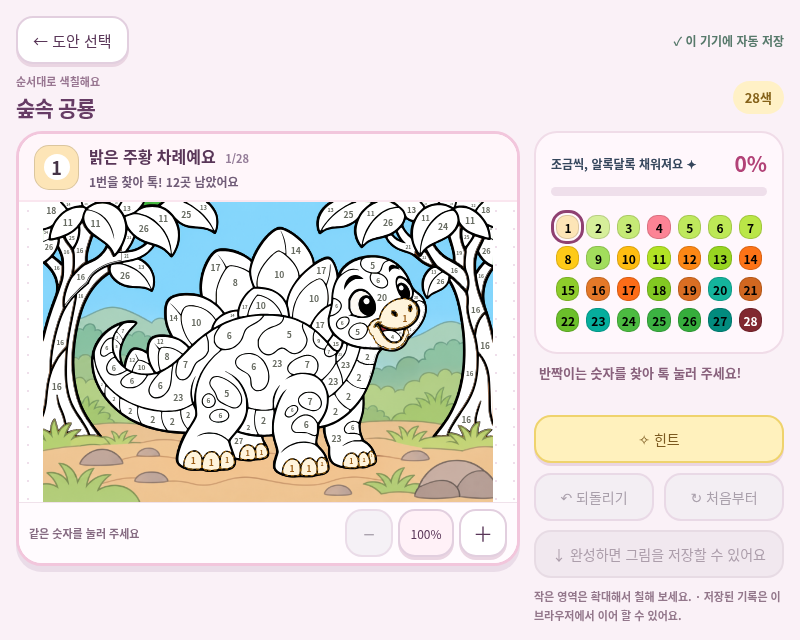 ← 도안 선택
✓ 이 기기에 자동 저장
순서대로 색칠해요
숲속 공룡
28색
1
밝은 주황 차례예요 1/28
1번을 찾아 톡! 12곳 남았어요
조금씩, 알록달록 채워져요 ✦ 0%
1 2 3 4 5 6 7
8 9 10 11 12 13 14
15 16 17 18 19 20 21
22 23 24 25 26 27 28
반짝이는 숫자를 찾아 톡 눌러 주세요!
✧ 힌트
↶ 되돌리기 ↻ 처음부터
↓ 완성하면 그림을 저장할 수 있어요
작은 영역은 확대해서 칠해 보세요. · 저장된 기록은 이
브라우저에서 이어 할 수 있어요.
같은 숫자를 눌러 주세요
− 100% +